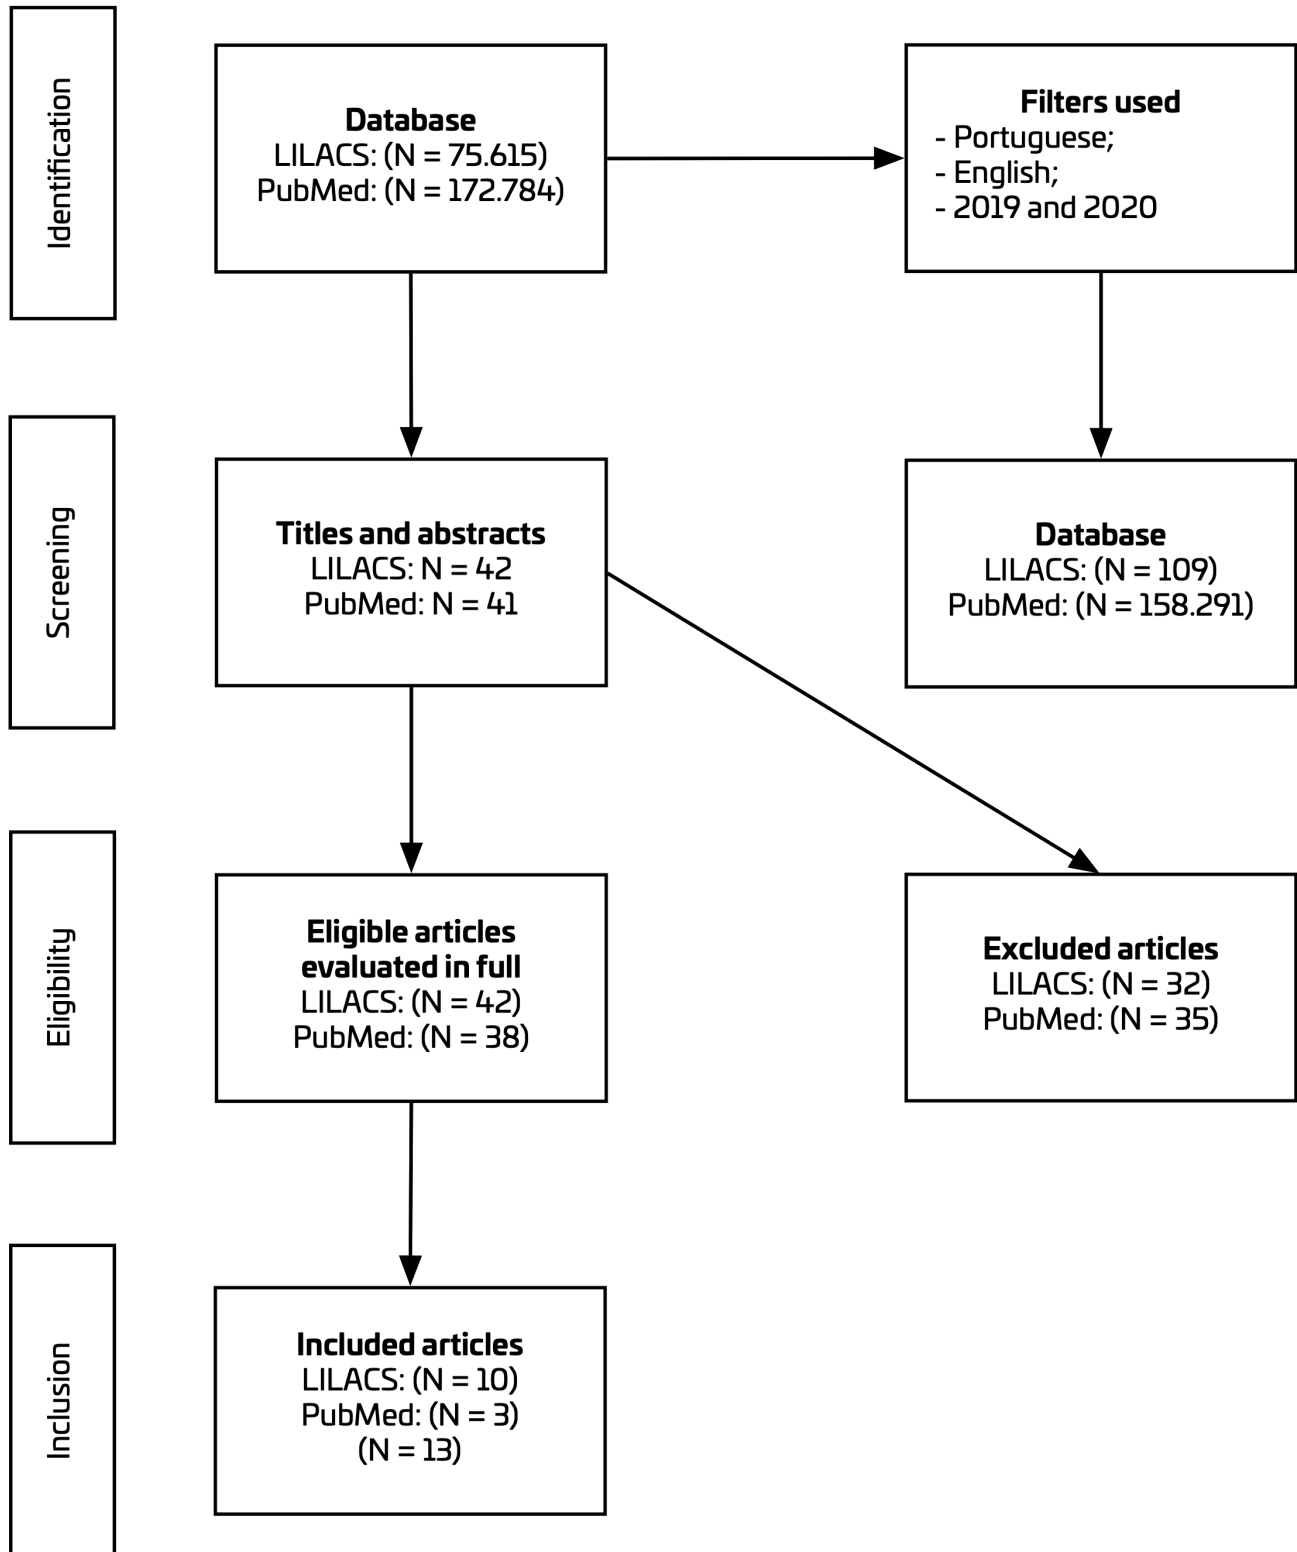 Identification
Database
LILACS: (N = 75.615)
PubMed: (N = 172.784)
Filters used
- Portuguese;
- English;
- 2019 and 2020
Screening
Titles and abstracts
LILACS: N = 42
PubMed: N = 41
Database
LILACS: (N = 109)
PubMed: (N = 158.291)
Eligibility
Eligible articles
evaluated in full
LILACS: (N = 42)
PubMed: (N = 38)
Excluded articles
LILACS: (N = 32)
PubMed: (N = 35)
Inclusion
Included articles
LILACS: (N = 10)
PubMed: (N = 3)
(N = 13)